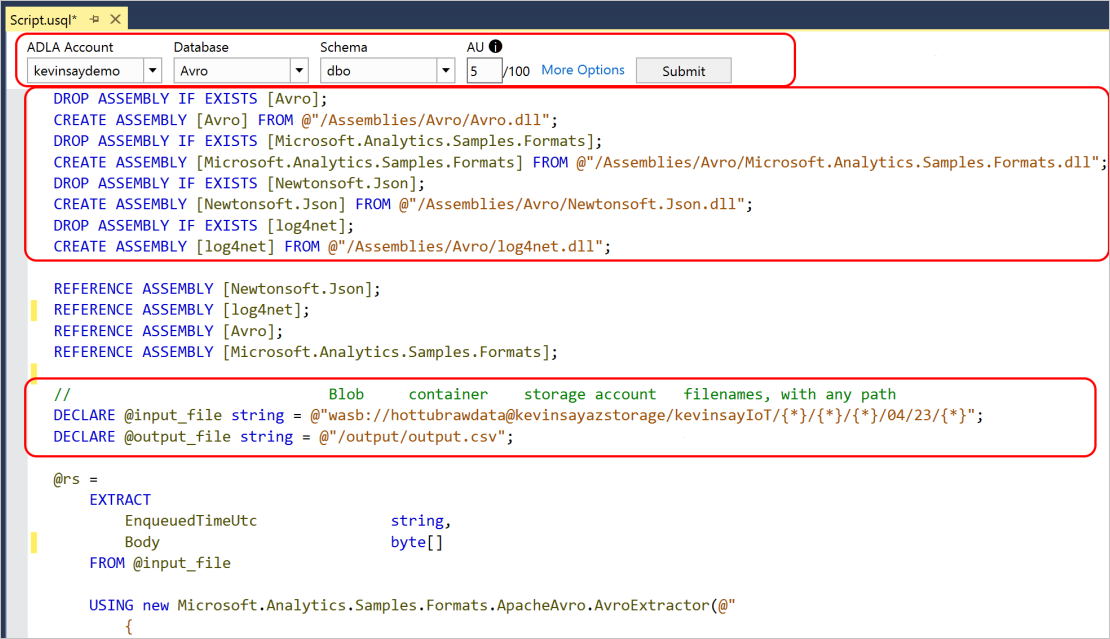 Script.usql*
ADLA Account Database Schema AU
kevinsaydemo Avro dbo 5 /100 More Options Submit
DROP ASSEMBLY IF EXISTS [Avro];
CREATE ASSEMBLY [Avro] FROM @"/Assemblies/Avro/Avro.dll";
DROP ASSEMBLY IF EXISTS [Microsoft.Analytics.Samples.Formats];
CREATE ASSEMBLY [Microsoft.Analytics.Samples.Formats] FROM @"/Assemblies/Avro/Microsoft.Analytics.Samples.Formats.dll";
DROP ASSEMBLY IF EXISTS [Newtonsoft.Json];
CREATE ASSEMBLY [Newtonsoft.Json] FROM @"/Assemblies/Avro/Newtonsoft.Json.dll";
DROP ASSEMBLY IF EXISTS [log4net];
CREATE ASSEMBLY [log4net] FROM @"/Assemblies/Avro/log4net.dll";
REFERENCE ASSEMBLY [Newtonsoft.Json];
REFERENCE ASSEMBLY [log4net];
REFERENCE ASSEMBLY [Avro];
REFERENCE ASSEMBLY [Microsoft.Analytics.Samples.Formats];
// Blob container storage account filenames, with any path
DECLARE @input_file string = @"wasb://hottubrawdata@kevinsayazstorage/kevinsayIoT/{*}/{*}/{*}/04/23/{*}";
DECLARE @output_file string = @"/output/output.csv";
@rs =
EXTRACT
EnqueuedTimeUtc string,
Body byte[]
FROM @input_file
USING new Microsoft.Analytics.Samples.Formats.ApacheAvro.AvroExtractor(@"
{